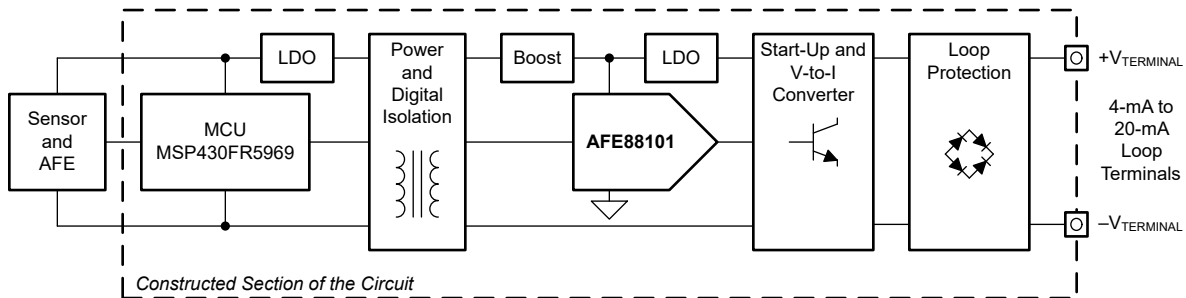 Sensor
and
AFE
MCU
MSP430FR5969
LDO
Power
and
Digital
Isolation
Boost
AFE88101
LDO
Start-Up and
V-to-I
Converter
Loop
Protection
+VTERMINAL
4-mA to
20-mA
Loop
Terminals
–VTERMINAL
Constructed Section of the Circuit